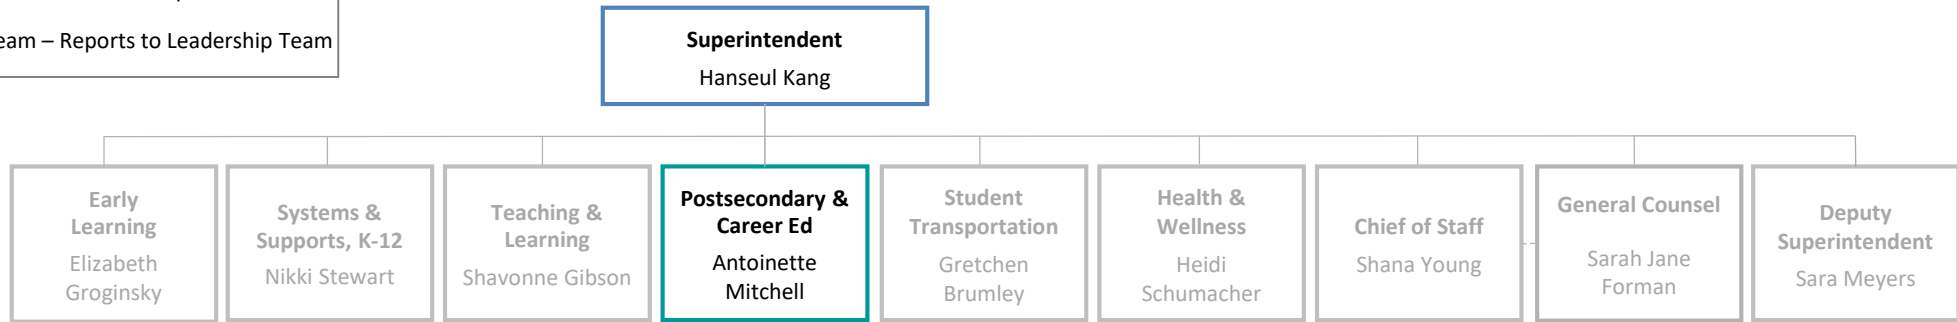 – Reports to Leadership Team
Superintendent
Hanseul Kang
Early
Learning
Elizabeth
Groginsky
Systems &
Supports, K-12
Nikki Stewart
Teaching &
Learning
Shavonne Gibson
Postsecondary &
Career Ed
Antoinette
Mitchell
Student
Transportation
Gretchen
Brumley
Health &
Wellness
Heidi
Schumacher
Chief of Staff
Shana Young
General Counsel
Sarah Jane
Forman
Deputy
Superintendent
Sara Meyers